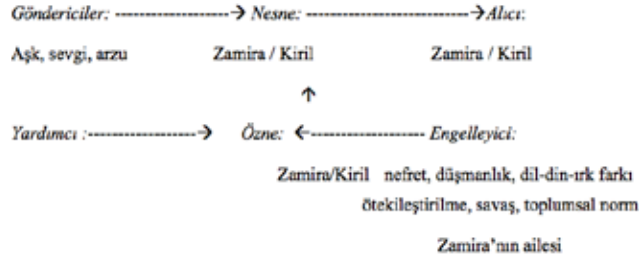 Göndericiler: --------------------→ Nesne: ----------------------------→Alıcı:
Aşk, sevgi, arzu Zamira / Kiril Zamira / Kiril
↑
Yardımcı :-------------------→ Özne: ←-------------------- Engelleyici:
Zamira/Kiril nefret, düşmanlık, dil-din-ırk farkı
ötekileştirilme, savaş, toplumsal norm
Zamira’nın ailesi